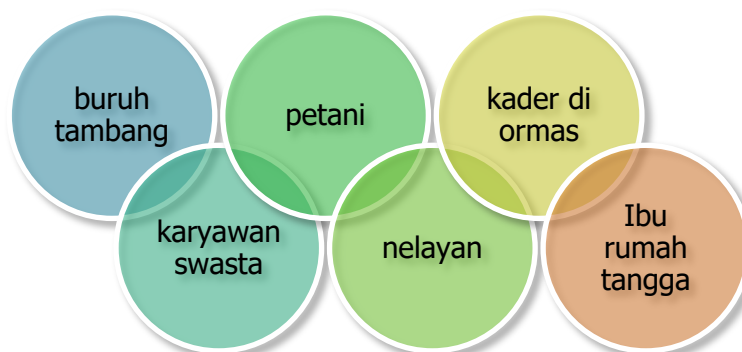 buruh
tambang
karyawan
swasta
petani
nelayan
kader di
ormas
Ibu
rumah
tangga